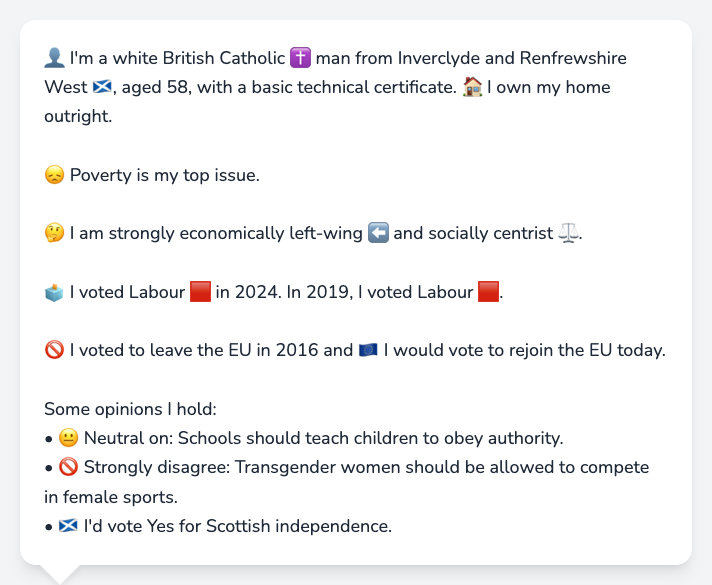 👤 I'm a white British Catholic ✝️ man from Inverclyde and Renfrewshire
West 🏴󠁧󠁢󠁳󠁣󠁴󠁿, aged 58, with a basic technical certificate. 🏠 I own my home
outright.
😞 Poverty is my top issue.
🤔 I am strongly economically left-wing ⬅️ and socially centrist ⚖️.
🗳️ I voted Labour 🟥 in 2024. In 2019, I voted Labour 🟥.
🚫 I voted to leave the EU in 2016 and 🇪🇺 I would vote to rejoin the EU today.
Some opinions I hold:
• 😐 Neutral on: Schools should teach children to obey authority.
• 🚫 Strongly disagree: Transgender women should be allowed to compete
in female sports.
• 🏴󠁧󠁢󠁳󠁣󠁴󠁿 I'd vote Yes for Scottish independence.